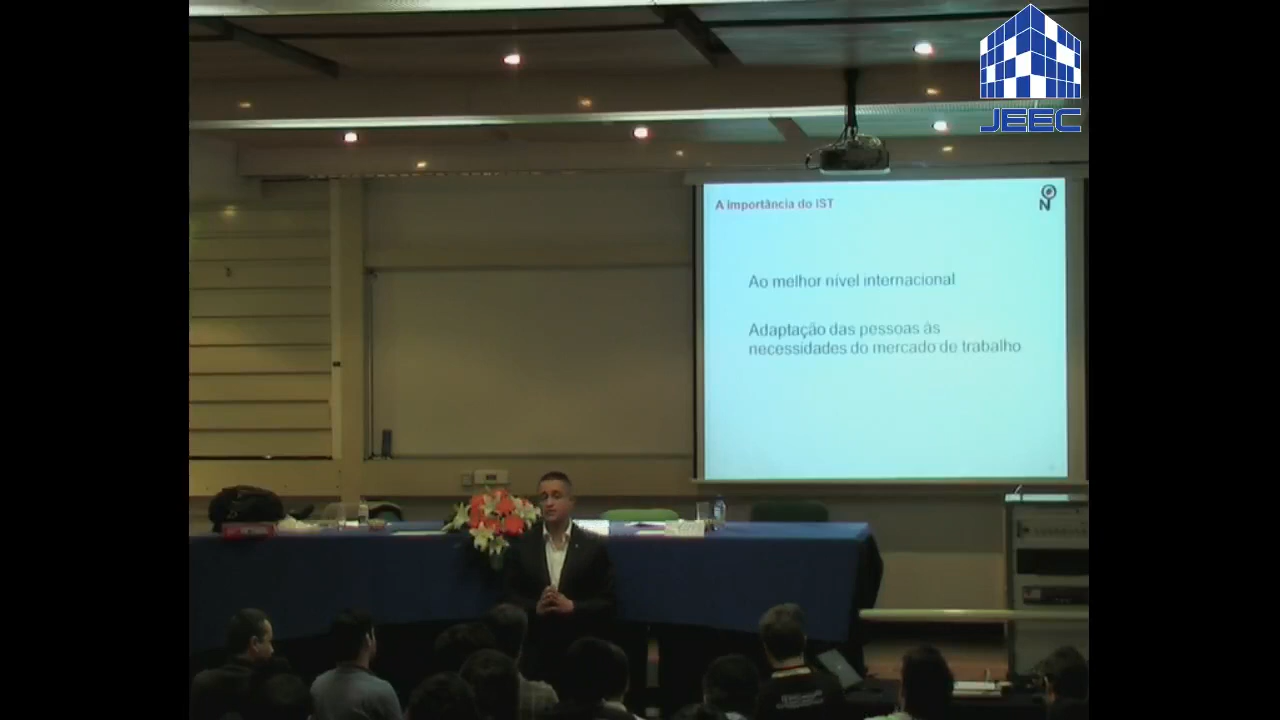 JEEC
A importância do IST
N
Ao melhor nível internacional
Adaptação das pessoas às
necessidades do mercado de trabalho